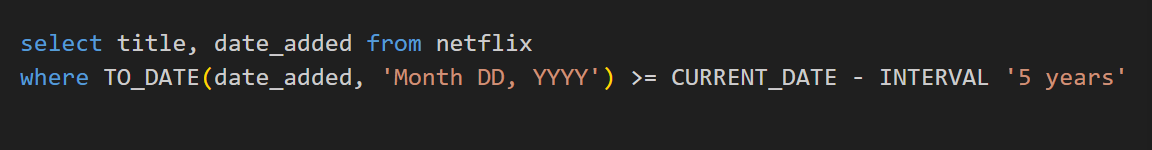 select title, date_added from netflix
where TO_DATE(date_added, 'Month DD, YYYY') >= CURRENT_DATE - INTERVAL '5 years'